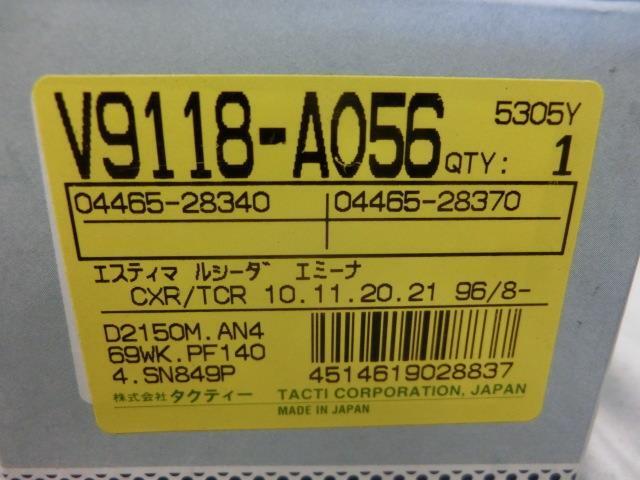 V9118-A056 QTY: 1 5305Y
04465-28340 04465-28370
エスティマ ルシーダ エミーナ
CXR/TCR 10.11.20.21 96/8-
D2150M.AN4
69WK.PF140
4.SN849P 4514619028837
株式会社 タクティー TACTI CORPORATION, JAPAN
MADE IN JAPAN